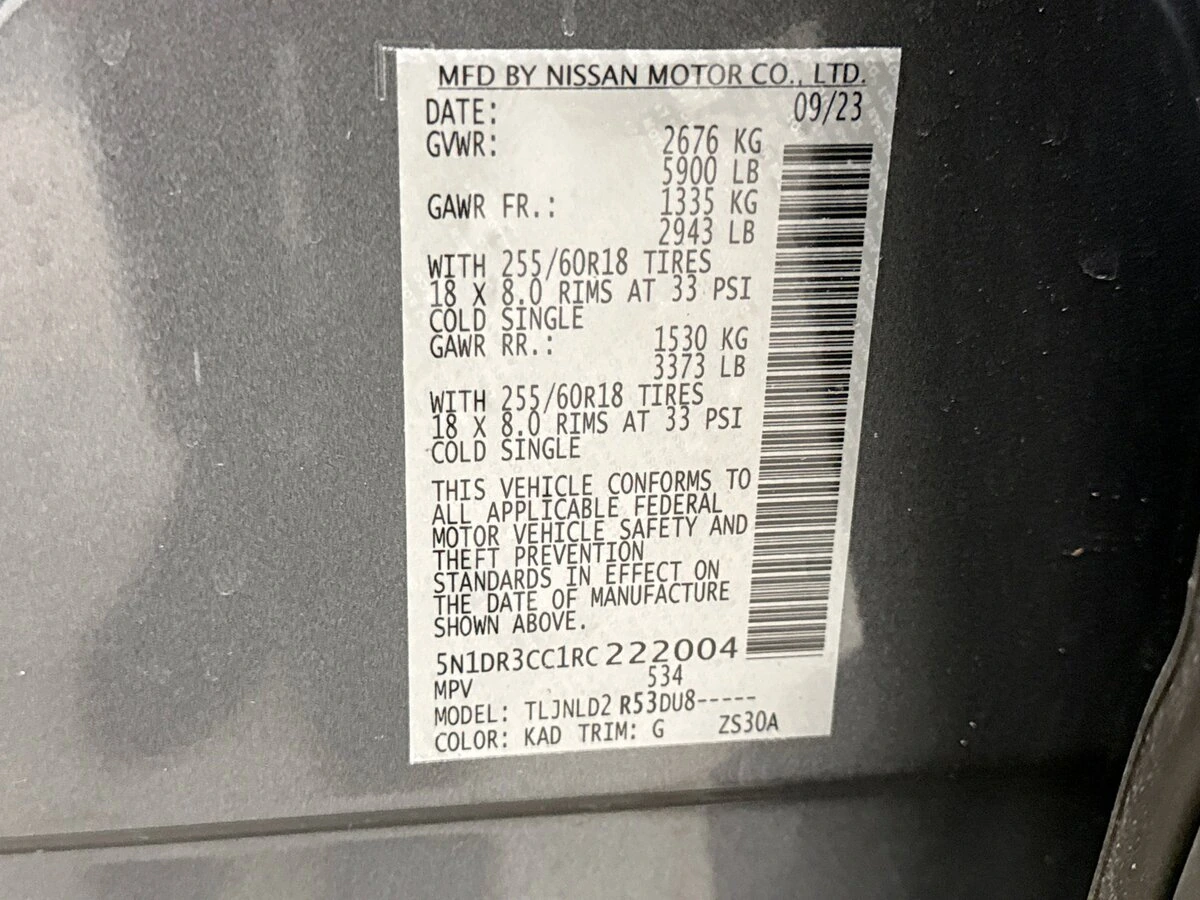 MFD BY NISSAN MOTOR CO., LTD.
DATE: 09/23
GVWR: 2676 KG
5900 LB
GAWR FR.: 1335 KG
2943 LB
WITH 255/60R18 TIRES
18 X 8.0 RIMS AT 33 PSI
COLD SINGLE
GAWR RR.: 1530 KG
3373 LB
WITH 255/60R18 TIRES
18 X 8.0 RIMS AT 33 PSI
COLD SINGLE
THIS VEHICLE CONFORMS TO
ALL APPLICABLE FEDERAL
MOTOR VEHICLE SAFETY AND
THEFT PREVENTION
STANDARDS IN EFFECT ON
THE DATE OF MANUFACTURE
SHOWN ABOVE.
5N1DR3CC1RC222004
MPV 534
MODEL: TLJNLD2 R53DU8-----
COLOR: KAD TRIM: G ZS30A